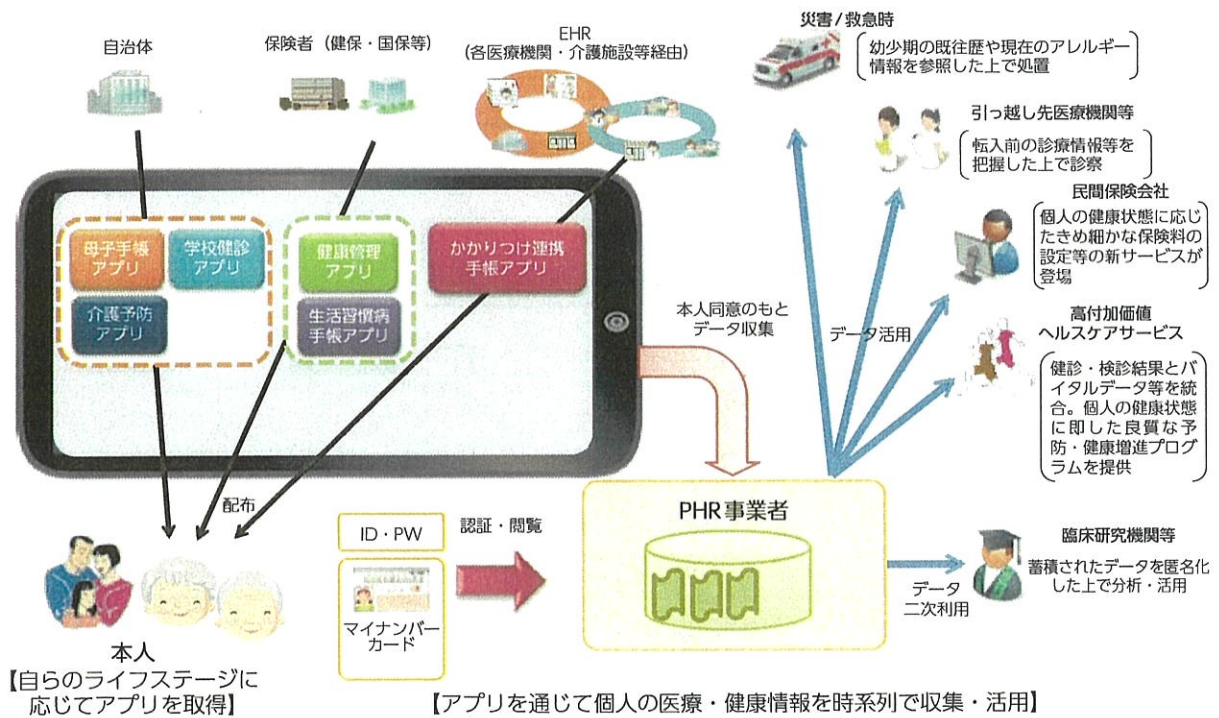 自治体
保険者（健保・国保等）
EHR
（各医療機関・介護施設等経由）
災害/救急時
幼少期の既往歴や現在のアレルギー
情報を参照した上で処置
引っ越し先医療機関等
転入前の診療情報等を
把握した上で診察
民間保険会社
個人の健康状態に応じ
たきめ細かな保険料の
設定等の新サービスが
登場
高付加価値
ヘルスケアサービス
健診・検診結果とバ
イタルデータ等を統
合。個人の健康状態
に即した良質な予
防・健康増進プログ
ラムを提供
母子手帳
アプリ
学校健診
アプリ
介護予防
アプリ
健康管理
アプリ
生活習慣病
手帳アプリ
かかりつけ連携
手帳アプリ
本人同意のもと
データ収集
データ活用
配布
ID・PW
マイナンバー
カード
認証・閲覧
PHR事業者
データ
二次利用
臨床研究機関等
蓄積されたデータを匿名化
した上で分析・活用
本人
【自らのライフステージに
応じてアプリを取得】
【アプリを通じて個人の医療・健康情報を時系列で収集・活用】